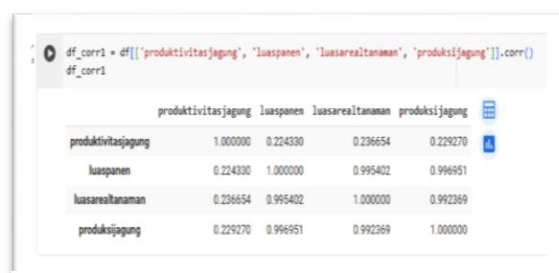 df_corr1 = df[['produktivitasjagung', 'luaspanen', 'luasarealtanaman', 'produksijagung']].corr()
df_corr1
produktivitasjagung luaspanen luasarealtanaman produksijagung
produktivitasjagung 1.000000 0.224330 0.236654 0.229270
luaspanen 0.224330 1.000000 0.995402 0.996951
luasarealtanaman 0.236654 0.995402 1.000000 0.992369
produksijagung 0.229270 0.996951 0.992369 1.000000